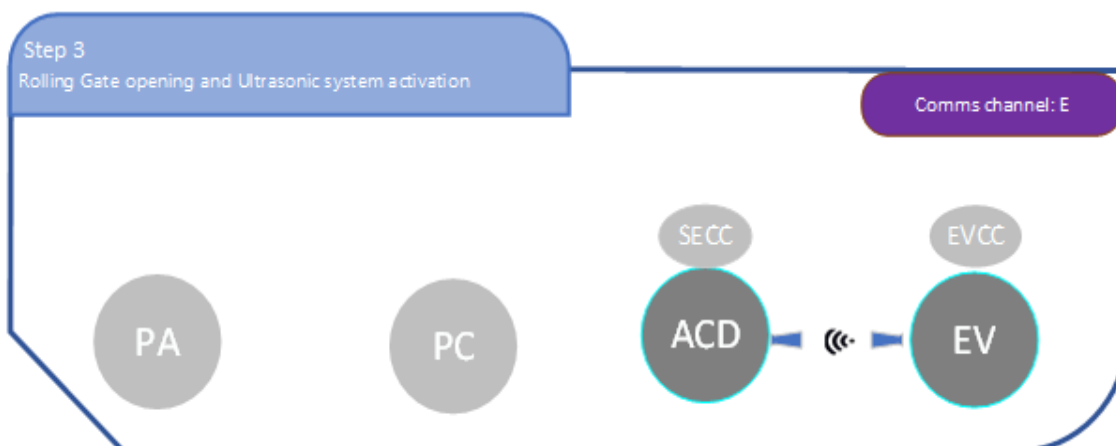 Step 3
Rolling Gate opening and Ultrasonic system activation
Comms channel: E
SECC
EVCC
PA
PC
ACD
EV